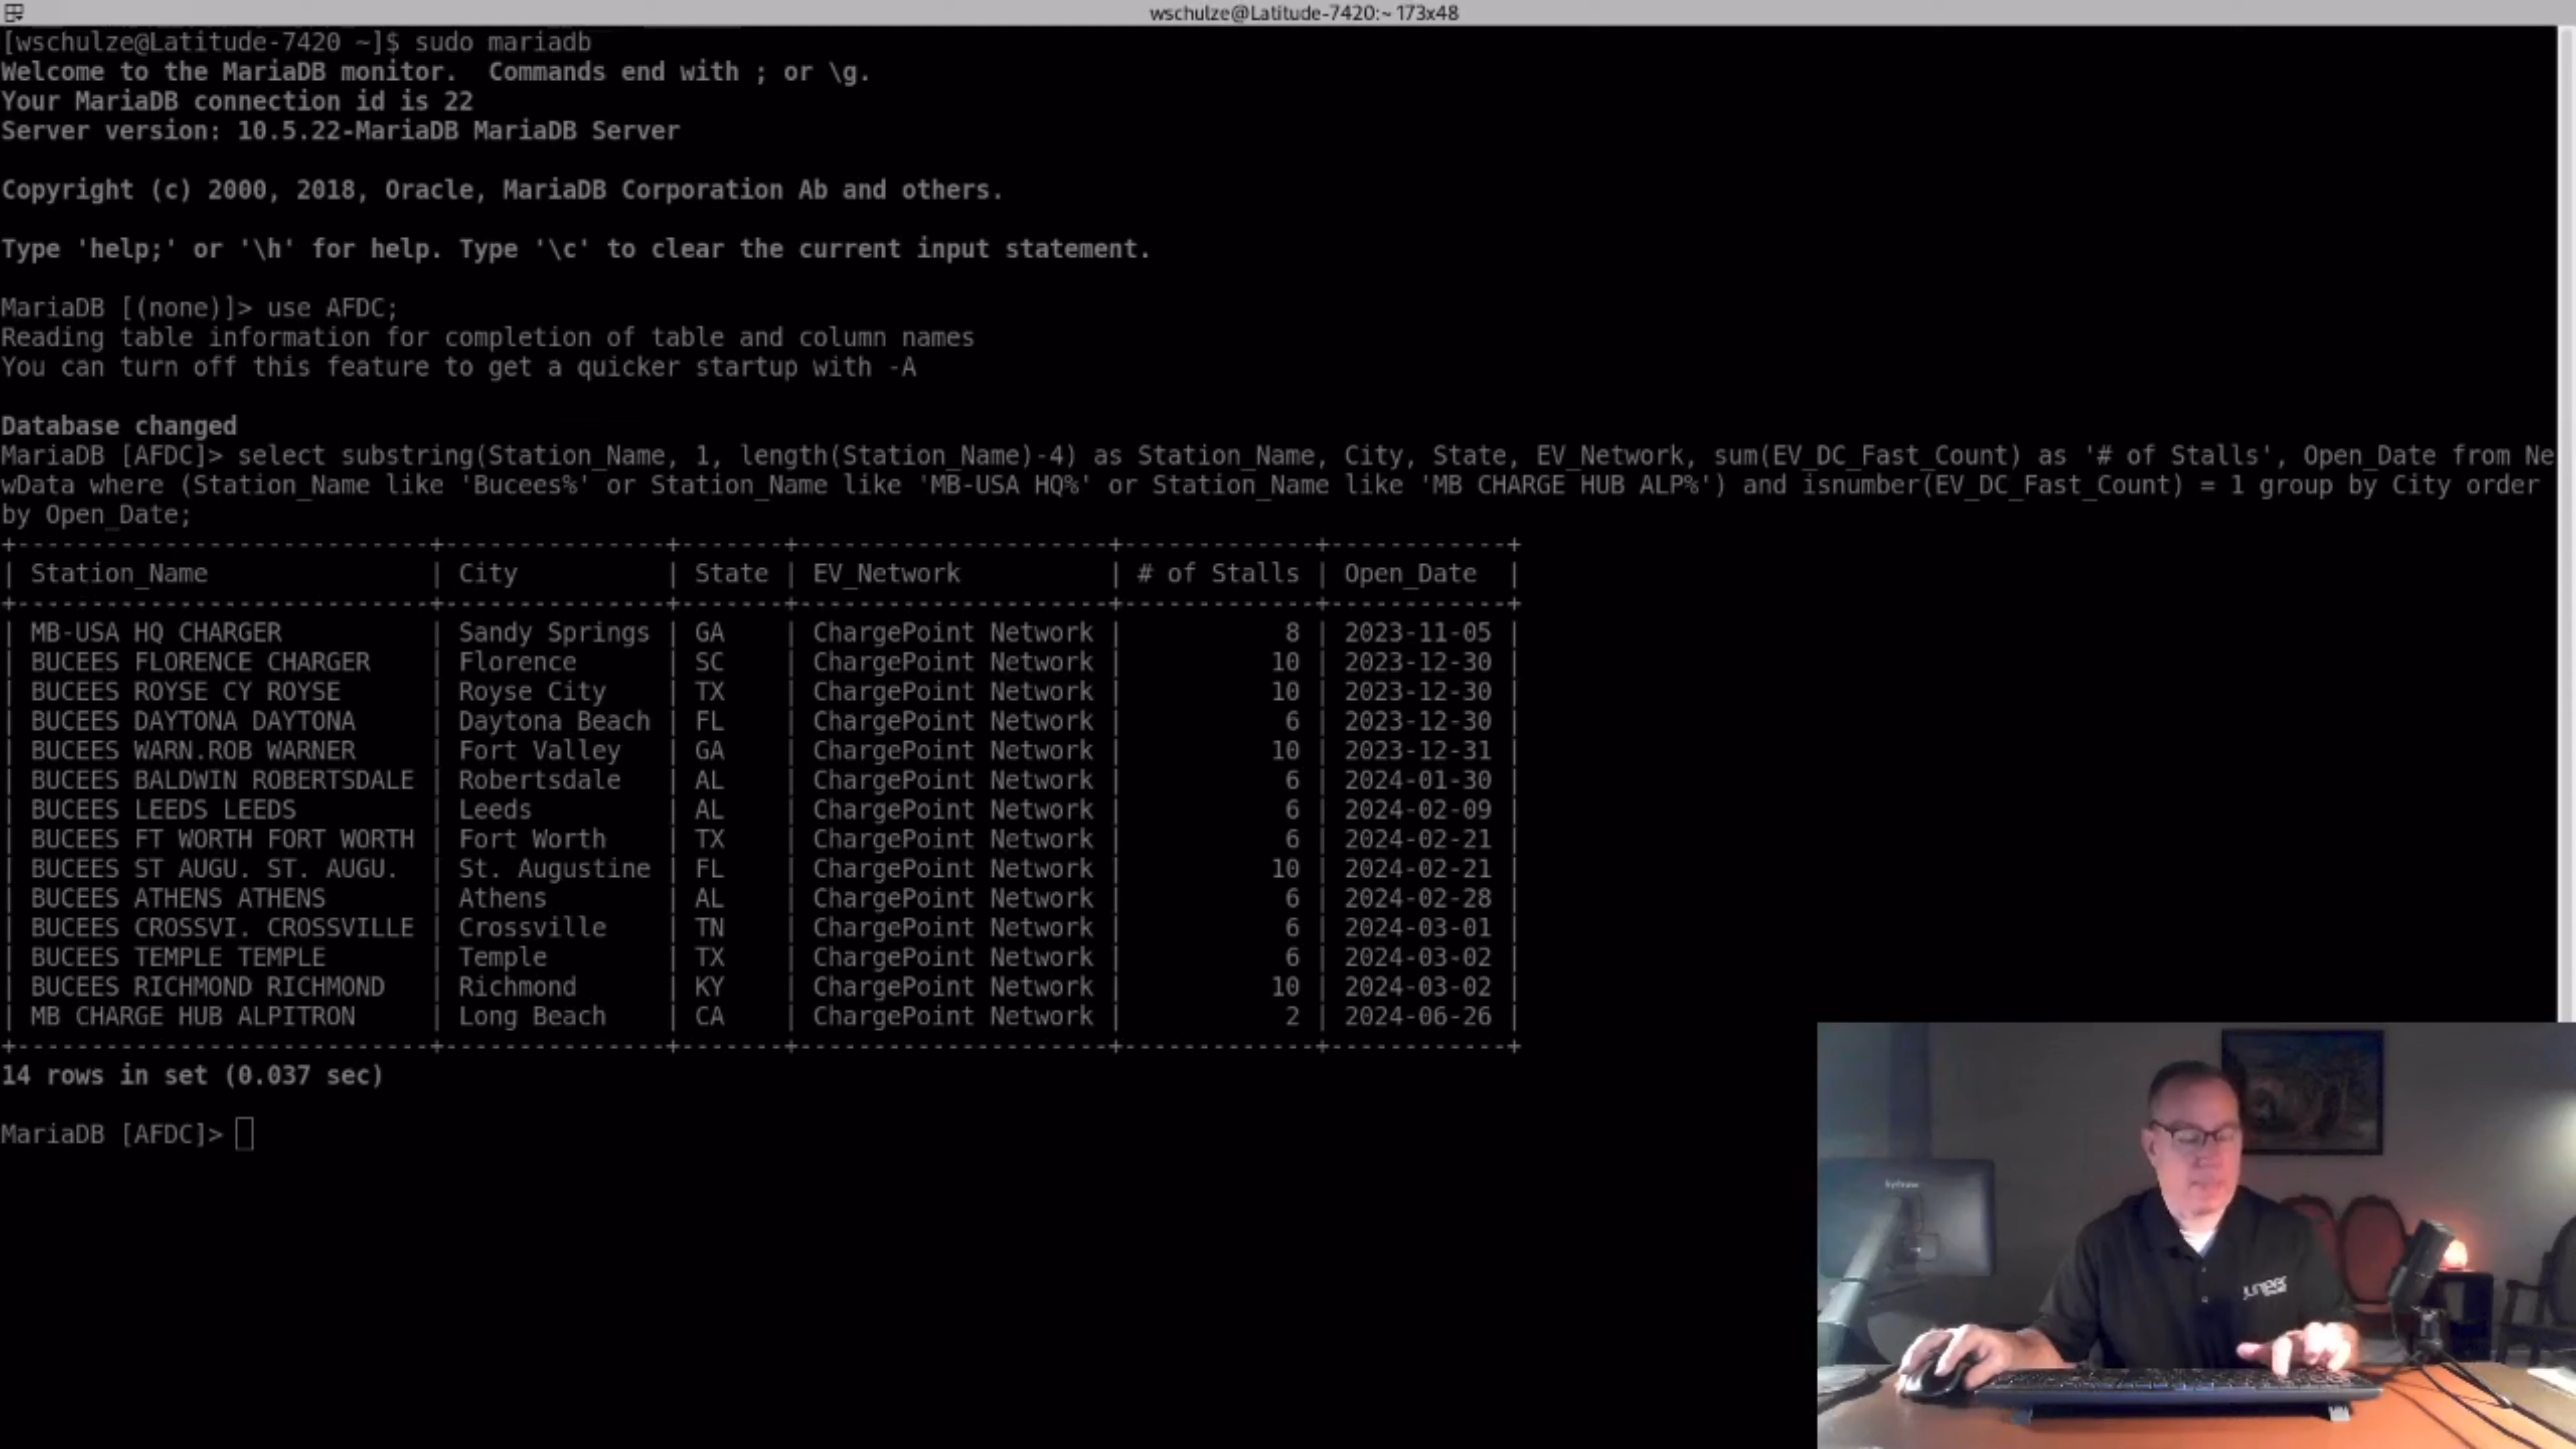 wschulze@Latitude-7420:~ 173x48
[wschulze@Latitude-7420 ~]$ sudo mariadb
Welcome to the MariaDB monitor.  Commands end with ; or \g.
Your MariaDB connection id is 22
Server version: 10.5.22-MariaDB MariaDB Server
Copyright (c) 2000, 2018, Oracle, MariaDB Corporation Ab and others.
Type 'help;' or '\h' for help. Type '\c' to clear the current input statement.
MariaDB [(none)]> use AFDC;
Reading table information for completion of table and column names
You can turn off this feature to get a quicker startup with -A
Database changed
MariaDB [AFDC]> select substring(Station_Name, 1, length(Station_Name)-4) as Station_Name, City, State, EV_Network, sum(EV_DC_Fast_Count) as '# of Stalls', Open_Date from Ne
wData where (Station_Name like 'Bucees%' or Station_Name like 'MB-USA HQ%' or Station_Name like 'MB CHARGE HUB ALP%') and isnumber(EV_DC_Fast_Count) = 1 group by City order
by Open_Date;
+---------------------------+---------------+-------+---------------------+-------------+------------+
| Station_Name              | City          | State | EV_Network          | # of Stalls | Open_Date  |
+---------------------------+---------------+-------+---------------------+-------------+------------+
| MB-USA HQ CHARGER         | Sandy Springs | GA    | ChargePoint Network |           8 | 2023-11-05 |
| BUCEES FLORENCE CHARGER   | Florence      | SC    | ChargePoint Network |          10 | 2023-12-30 |
| BUCEES ROYSE CY ROYSE     | Royse City    | TX    | ChargePoint Network |          10 | 2023-12-30 |
| BUCEES DAYTONA DAYTONA    | Daytona Beach | FL    | ChargePoint Network |           6 | 2023-12-30 |
| BUCEES WARN.ROB WARNER    | Fort Valley   | GA    | ChargePoint Network |          10 | 2023-12-31 |
| BUCEES BALDWIN ROBERTSDALE | Robertsdale   | AL    | ChargePoint Network |           6 | 2024-01-30 |
| BUCEES LEEDS LEEDS        | Leeds         | AL    | ChargePoint Network |           6 | 2024-02-09 |
| BUCEES FT WORTH FORT WORTH | Fort Worth    | TX    | ChargePoint Network |           6 | 2024-02-21 |
| BUCEES ST AUGU. ST. AUGU. | St. Augustine | FL    | ChargePoint Network |          10 | 2024-02-21 |
| BUCEES ATHENS ATHENS      | Athens        | AL    | ChargePoint Network |           6 | 2024-02-28 |
| BUCEES CROSSVI. CROSSVILLE | Crossville    | TN    | ChargePoint Network |           6 | 2024-03-01 |
| BUCEES TEMPLE TEMPLE      | Temple        | TX    | ChargePoint Network |           6 | 2024-03-02 |
| BUCEES RICHMOND RICHMOND  | Richmond      | KY    | ChargePoint Network |          10 | 2024-03-02 |
| MB CHARGE HUB ALPITRON    | Long Beach    | CA    | ChargePoint Network |           2 | 2024-06-26 |
+---------------------------+---------------+-------+---------------------+-------------+------------+
14 rows in set (0.037 sec)
MariaDB [AFDC]>